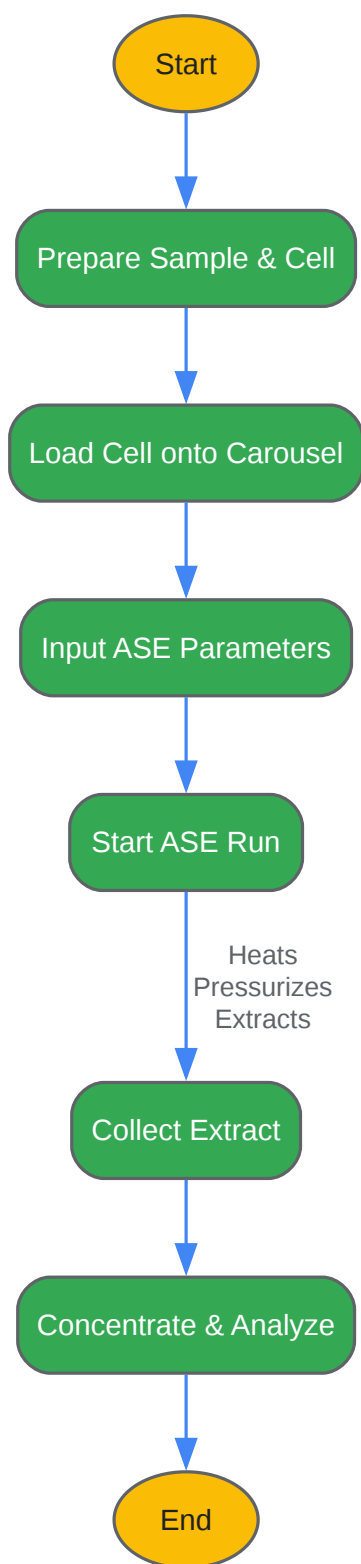 Start
Prepare Sample & Cell
Load Cell onto Carousel
Input ASE Parameters
Start ASE Run
Heats
Pressurizes
Extracts
Collect Extract
Concentrate & Analyze
End